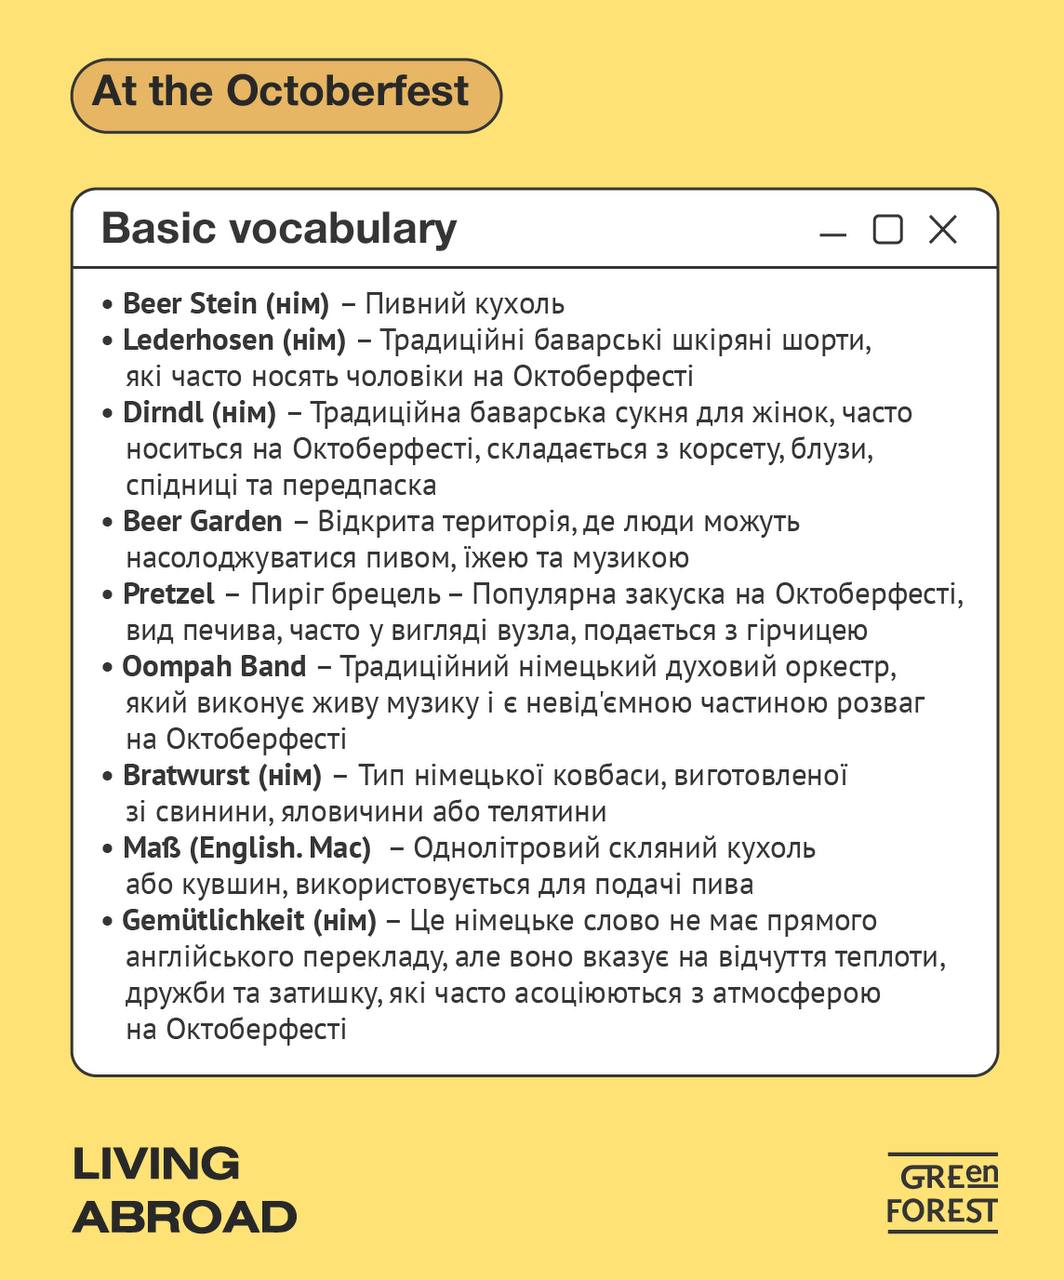 At the Octoberfest
Basic vocabulary
• Beer Stein (нім) – Пивний кухоль
• Lederhosen (нім) – Традиційні баварські шкіряні шорти,
які часто носять чоловіки на Октоберфесті
• Dirndl (нім) – Традиційна баварська сукня для жінок, часто
носиться на Октоберфесті, складається з корсету, блузи,
спідниці та передпаска
• Beer Garden – Відкрита територія, де люди можуть
насолоджуватися пивом, їжею та музикою
• Pretzel – Пиріг брецель – Популярна закуска на Октоберфесті,
вид печива, часто у вигляді вузла, подається з гірчицею
• Oompah Band – Традиційний німецький духовий оркестр,
який виконує живу музику і є невід'ємною частиною розваг
на Октоберфесті
• Bratwurst (нім) – Тип німецької ковбаси, виготовленої
зі свинини, яловичини або телятини
• Maß (English. Mac) – Однолітровий скляний кухоль
або кувшин, використовується для подачі пива
• Gemütlichkeit (нім) – Це німецьке слово не має прямого
англійського перекладу, але воно вказує на відчуття теплоти,
дружби та затишку, які часто асоціюються з атмосферою
на Октоберфесті
LIVING
ABROAD
GREen
FOREST